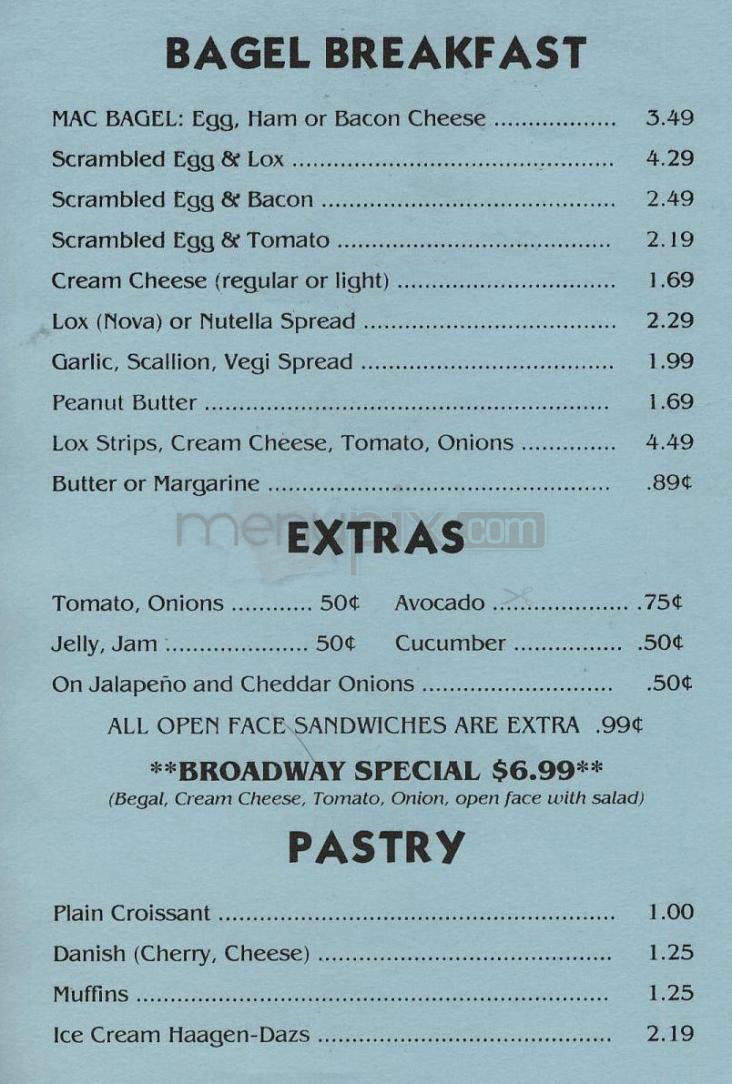 BAGEL BREAKFAST
MAC BAGEL: Egg, Ham or Bacon Cheese .................. 3.49
Scrambled Egg & Lox ............................................... 4.29
Scrambled Egg & Bacon ........................................... 2.49
Scrambled Egg & Tomato ........................................ 2.19
Cream Cheese (regular or light) ................................ 1.69
Lox (Nova) or Nutella Spread ..................................... 2.29
Garlic, Scallion, Vegi Spread ..................................... 1.99
Peanut Butter ........................................................... 1.69
Lox Strips, Cream Cheese, Tomato, Onions .............. 4.49
Butter or Margarine .................................................. .89¢
menupix.com
EXTRAS
Tomato, Onions ............ 50¢ Avocado .................... .75¢
Jelly, Jam ..................... 50¢ Cucumber ................ .50¢
On Jalapeño and Cheddar Onions ............................ .50¢
ALL OPEN FACE SANDWICHES ARE EXTRA .99¢
**BROADWAY SPECIAL $6.99**
(Begal, Cream Cheese, Tomato, Onion, open face with salad)
PASTRY
Plain Croissant .......................................................... 1.00
Danish (Cherry, Cheese) ........................................... 1.25
Muffins ..................................................................... 1.25
Ice Cream Haagen-Dazs ........................................... 2.19